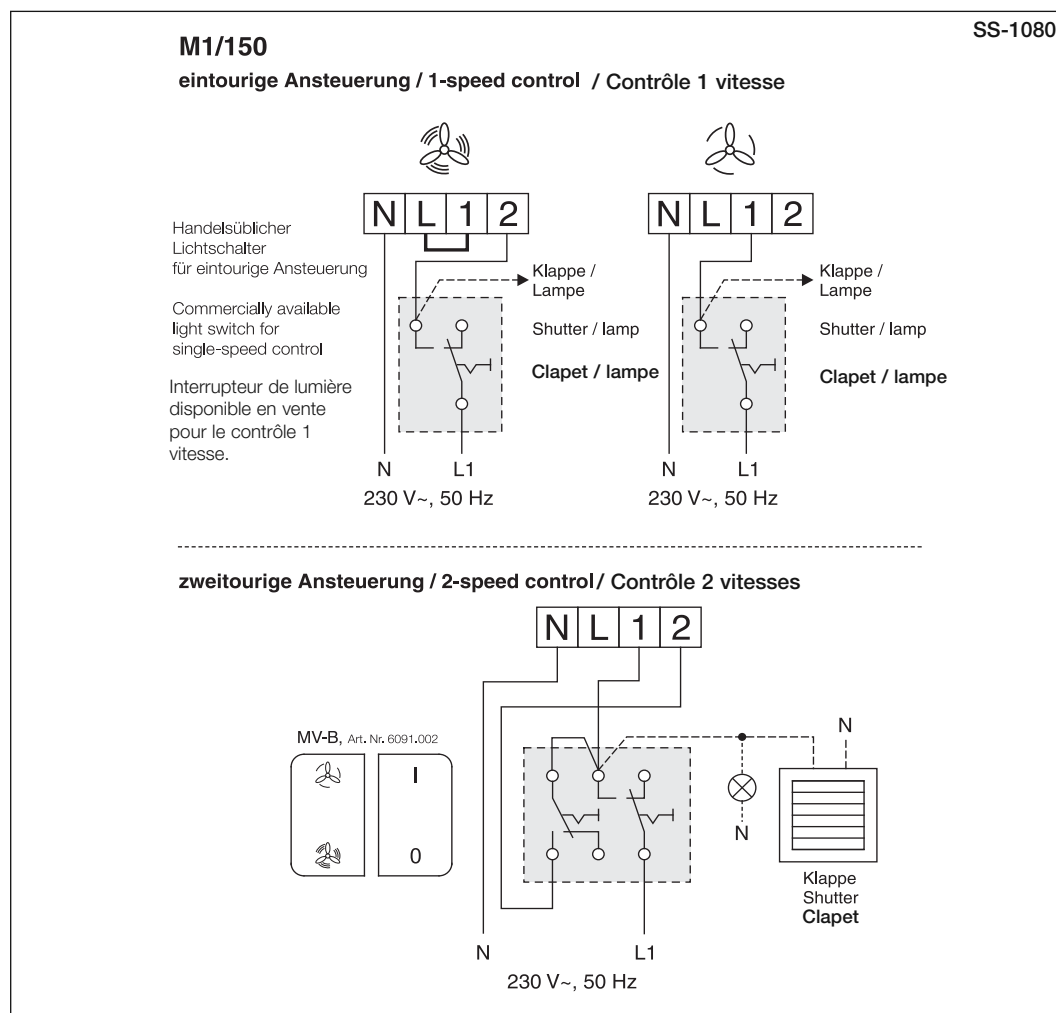 SS-1080
M1/150
eintourige Ansteuerung / 1-speed control / Contrôle 1 vitesse
N L 1 2
N L 1 2
Handelsüblicher
Lichtschalter
für eintourige Ansteuerung
Commercially available
light switch for
single-speed control
Interrupteur de lumière
disponible en vente
pour le contrôle 1
vitesse.
Klappe /
Lampe
Shutter / lamp
Clapet / lampe
N L1
230 V~, 50 Hz
Klappe /
Lampe
Shutter / lamp
Clapet / lampe
N L1
230 V~, 50 Hz
zweitourige Ansteuerung / 2-speed control/ Contrôle 2 vitesses
N L 1 2
MV-B, Art. Nr. 6091.002
I
0
N
N
Klappe
Shutter
Clapet
N L1
230 V~, 50 Hz